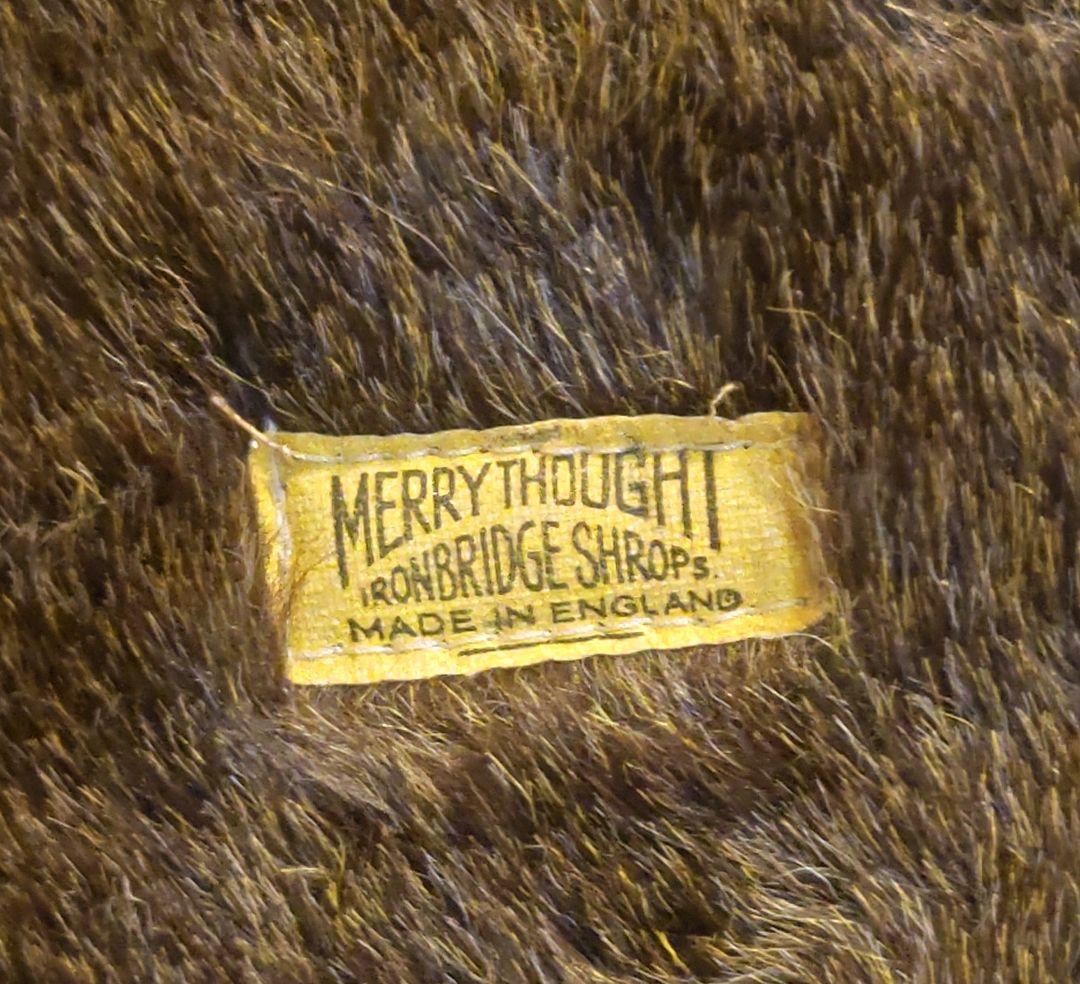 MERRYTHOUGHT
IRONBRIDGE SHROPS.
MADE IN ENGLAND